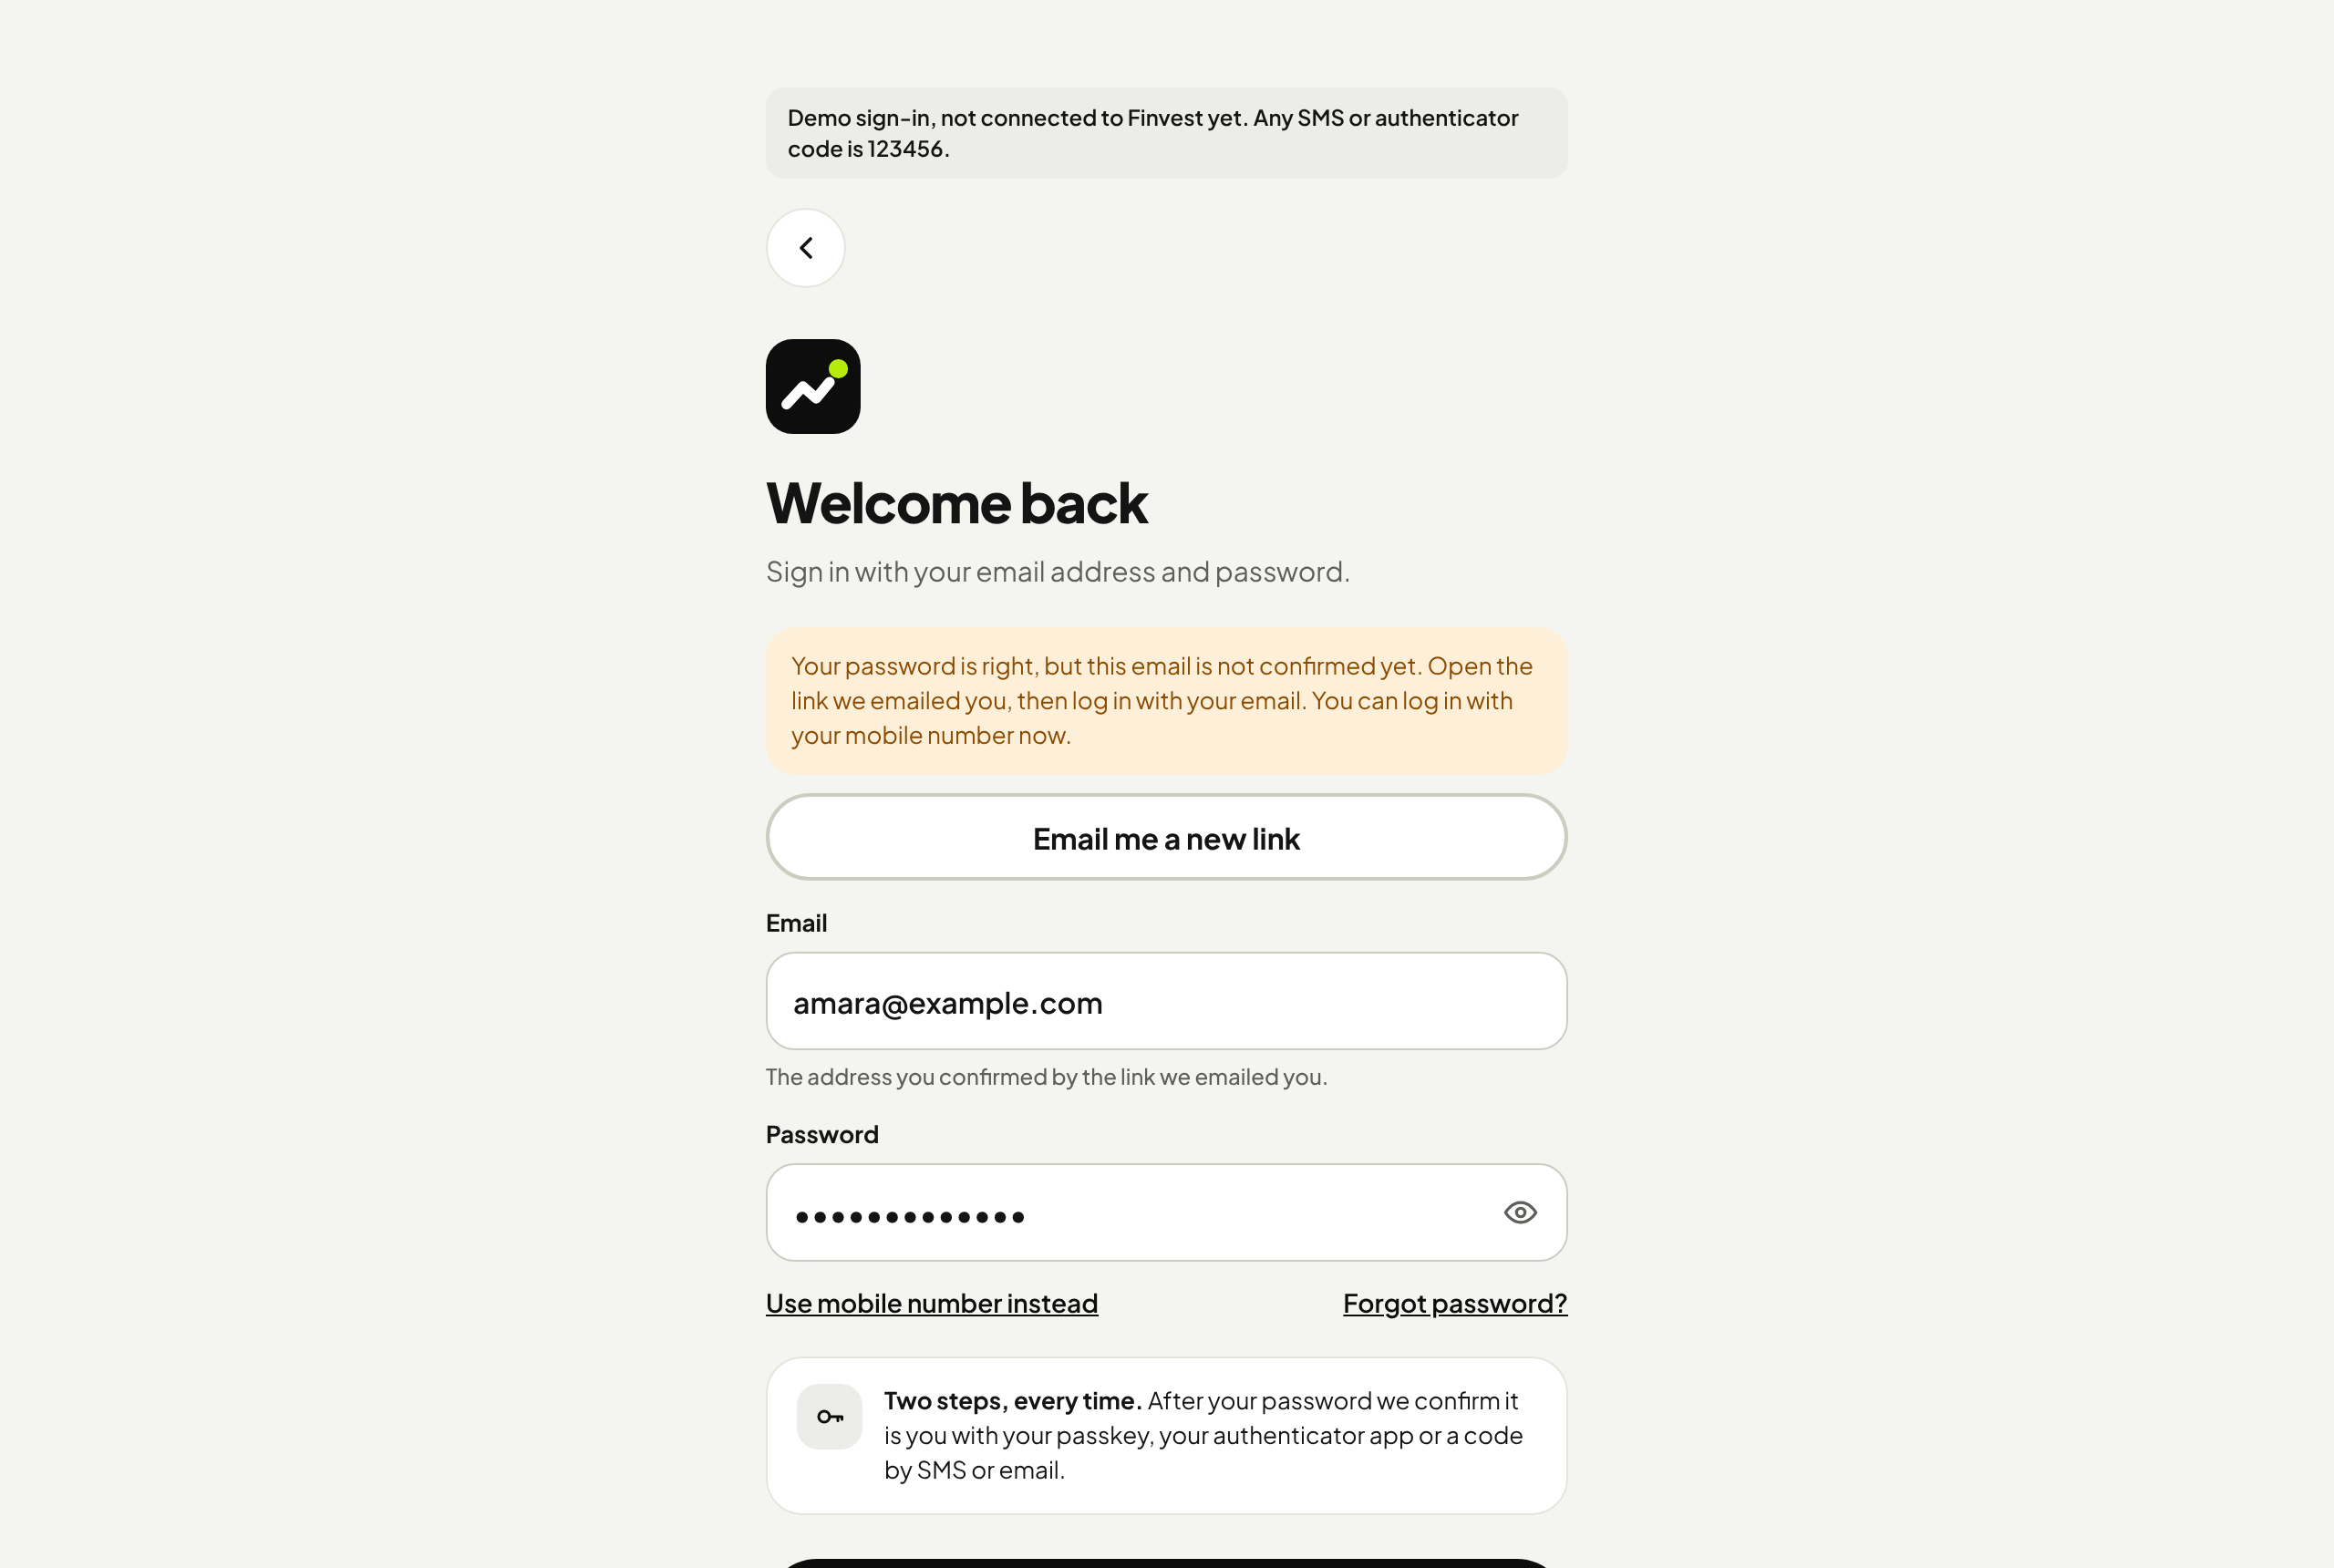 Demo sign-in, not connected to Finvest yet. Any SMS or authenticator
code is 123456.
Welcome back
Sign in with your email address and password.
Your password is right, but this email is not confirmed yet. Open the
link we emailed you, then log in with your email. You can log in with
your mobile number now.
Email me a new link
Email
amara@example.com
The address you confirmed by the link we emailed you.
Password
Use mobile number instead
Forgot password?
Two steps, every time. After your password we confirm it
is you with your passkey, your authenticator app or a code
by SMS or email.